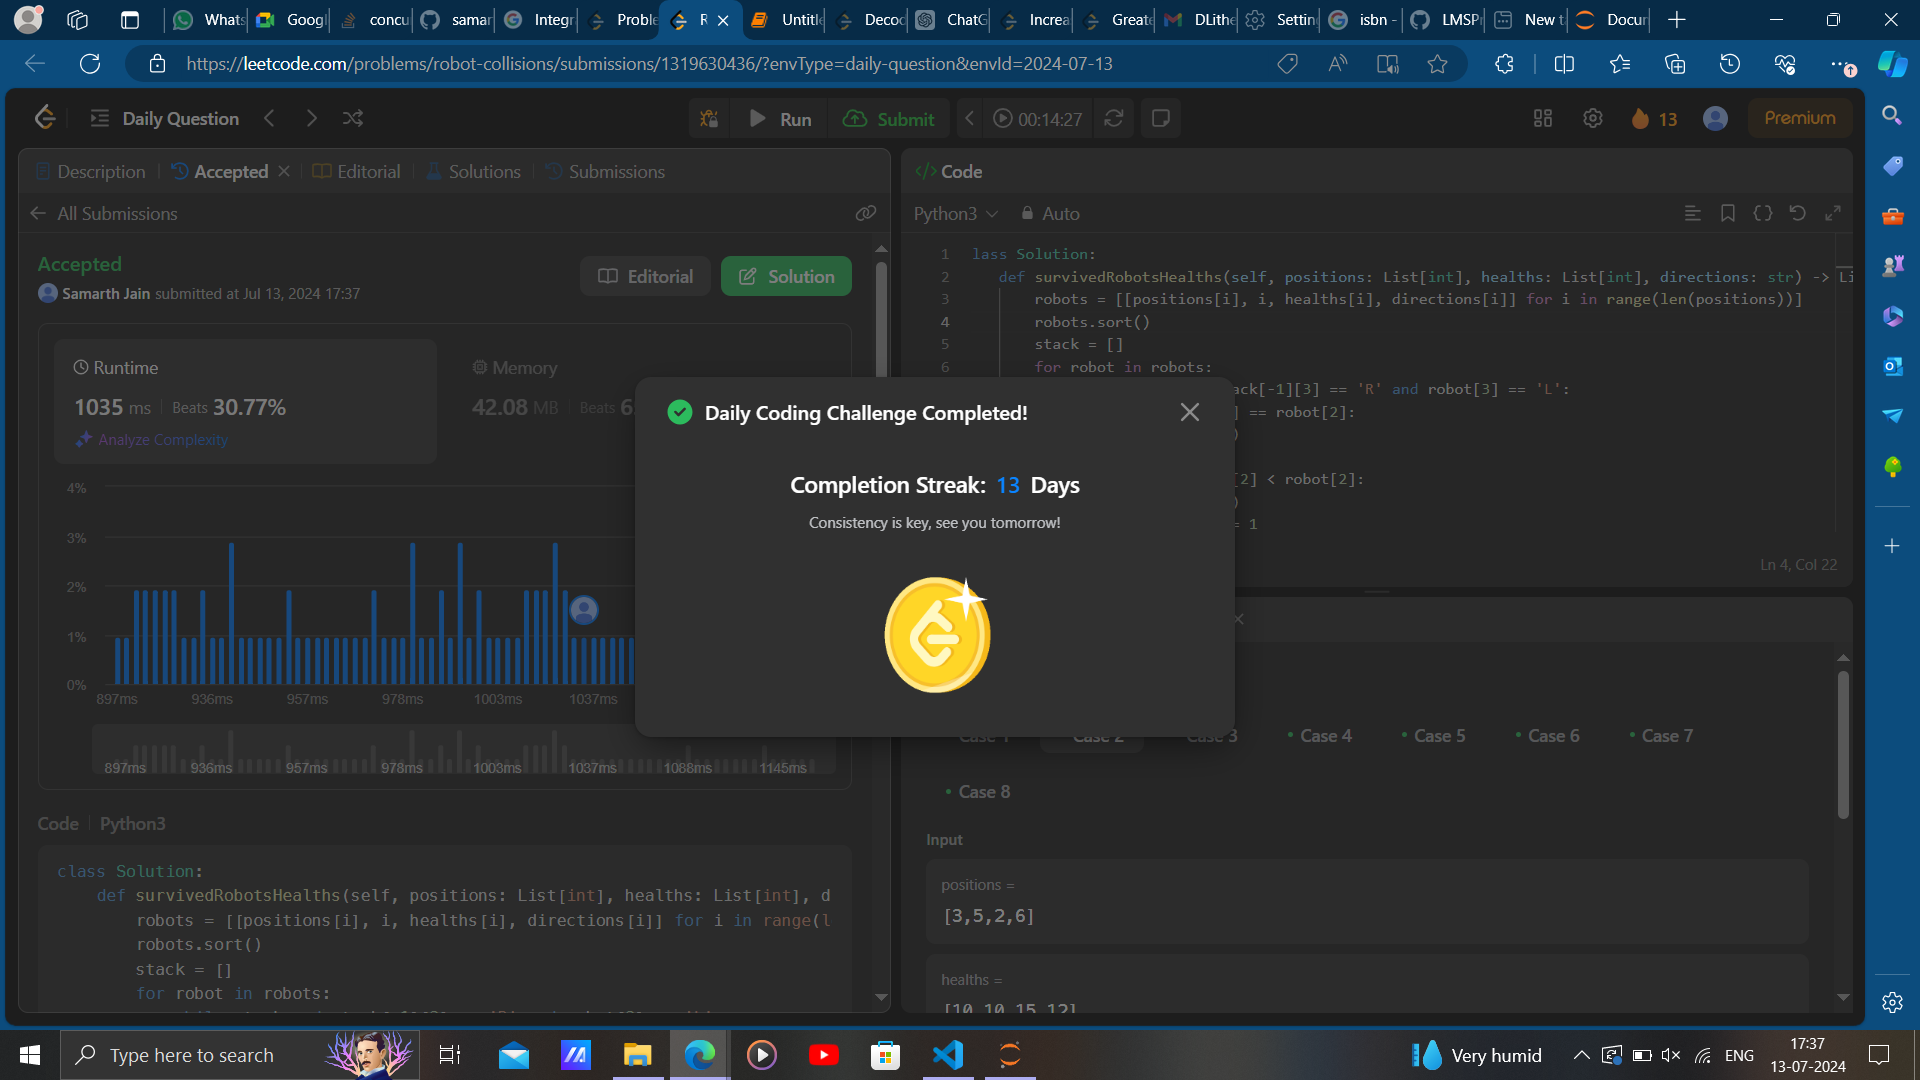 Whats
Googl
concu
samar
Integr
Proble
R
Untitle
Decod
ChatG
Increa
Greate
DLithe
Setting
isbn -
LMSPr
New t
Docum
https://leetcode.com/problems/robot-collisions/submissions/1319630436/?envType=daily-question&envId=2024-07-13
Daily Question
Run
Submit
00:14:27
13
Premium
Description
Accepted
Editorial
Solutions
Submissions
All Submissions
Accepted
Samarth Jain submitted at Jul 13, 2024 17:37
Editorial
Solution
Runtime
1035 ms
Beats 30.77%
Analyze Complexity
Memory
42.08 MB
Beats 6
4%
3%
2%
1%
0%
897ms 936ms 957ms 978ms 1003ms 1037ms
897ms 936ms 957ms 978ms 1003ms 1037ms 1088ms 1145ms
Code
Python3
class Solution:
def survivedRobotsHealths(self, positions: List[int], healths: List[int], d
robots = [[positions[i], i, healths[i], directions[i]] for i in range(l
robots.sort()
stack = []
for robot in robots:
Code
Python3
Auto
1 lass Solution:
2 def survivedRobotsHealths(self, positions: List[int], healths: List[int], directions: str) -> Li
3 robots = [[positions[i], i, healths[i], directions[i]] for i in range(len(positions))]
4 robots.sort()
5 stack = []
6 for robot in robots:
ack[-1][3] == 'R' and robot[3] == 'L':
] == robot[2]:
)
[2] < robot[2]:
)
= 1
Ln 4, Col 22
Daily Coding Challenge Completed!
Completion Streak: 13 Days
Consistency is key, see you tomorrow!
Case 1
Case 2
Case 3
Case 4
Case 5
Case 6
Case 7
Case 8
Input
positions =
[3,5,2,6]
healths =
[10,10,15,12]
Type here to search
Very humid
ENG
17:37
13-07-2024